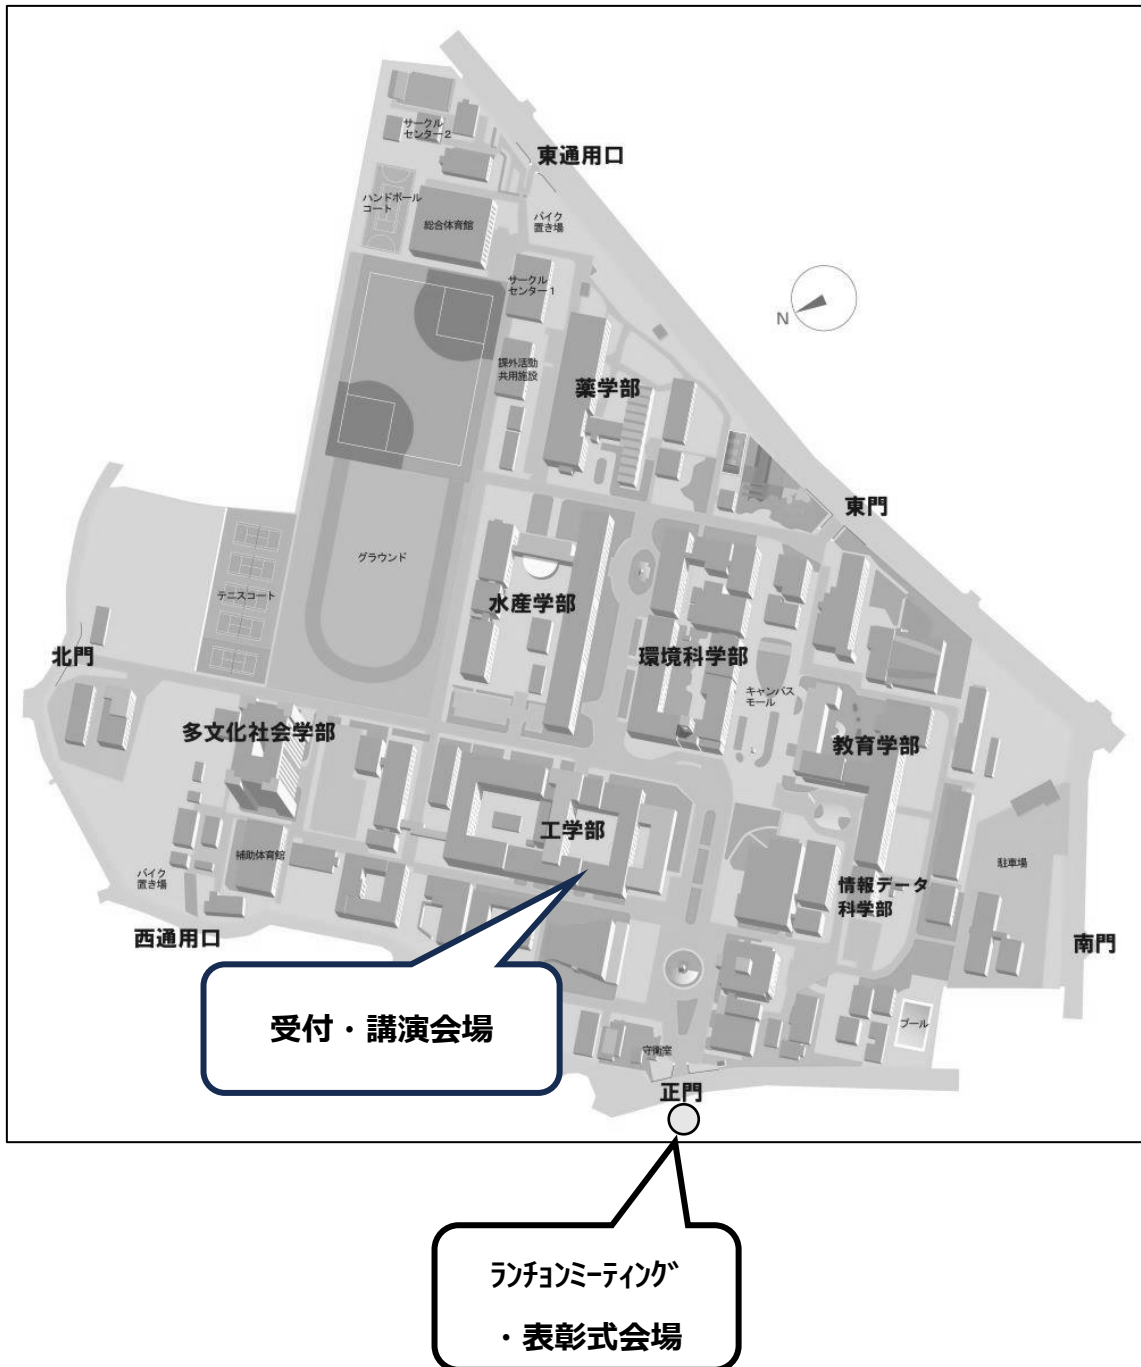 サークル
センター2
東通用口
ハンドボール
コート
バイク
置き場
総合体育館
サークル
センター1
N
課外活動
共用施設
薬学部
東門
グラウンド
テニスコート
水産学部
北門
環境科学部
キャンパス
モール
多文化社会学部
教育学部
工学部
補助体育館
駐車場
バイク
置き場
情報データ
科学部
西通用口
南門
受付・講演会場
プール
守衛室
正門
ﾗﾝﾁｮﾝﾐｰﾃｨﾝｸﾞ
・表彰式会場